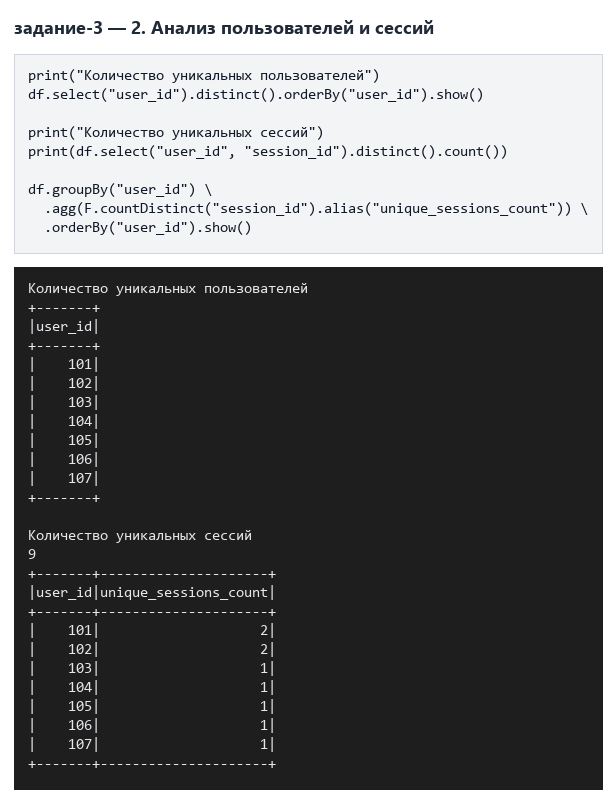 задание-3 — 2. Анализ пользователей и сессий
print("Количество уникальных пользователей")
df.select("user_id").distinct().orderBy("user_id").show()
print("Количество уникальных сессий")
print(df.select("user_id", "session_id").distinct().count())
df.groupBy("user_id") \
  .agg(F.countDistinct("session_id").alias("unique_sessions_count")) \
  .orderBy("user_id").show()
Количество уникальных пользователей
+-------+
|user_id|
+-------+
|    101|
|    102|
|    103|
|    104|
|    105|
|    106|
|    107|
+-------+
Количество уникальных сессий
9
+-------+---------------------+
|user_id|unique_sessions_count|
+-------+---------------------+
|    101|                    2|
|    102|                    2|
|    103|                    1|
|    104|                    1|
|    105|                    1|
|    106|                    1|
|    107|                    1|
+-------+---------------------+